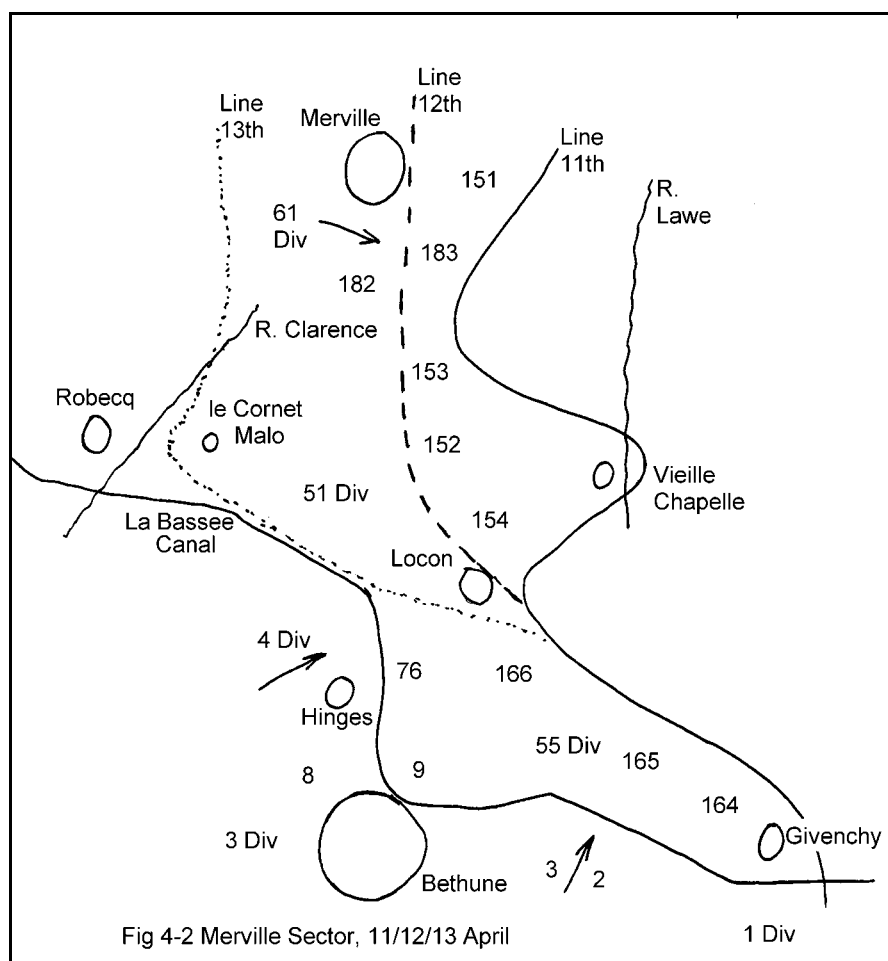 Line
12th
Line
13th
Merville
Line
11th
151
R.
Lawe
61
Div
183
182
R. Clarence
153
Robecq
le Cornet
Malo
152
Vieille
Chapelle
51 Div
154
La Bassee
Canal
Locon
4 Div
76
166
Hinges
55 Div
165
8
9
164
3 Div
Givenchy
3
2
Bethune
Fig 4-2 Merville Sector, 11/12/13 April
1 Div